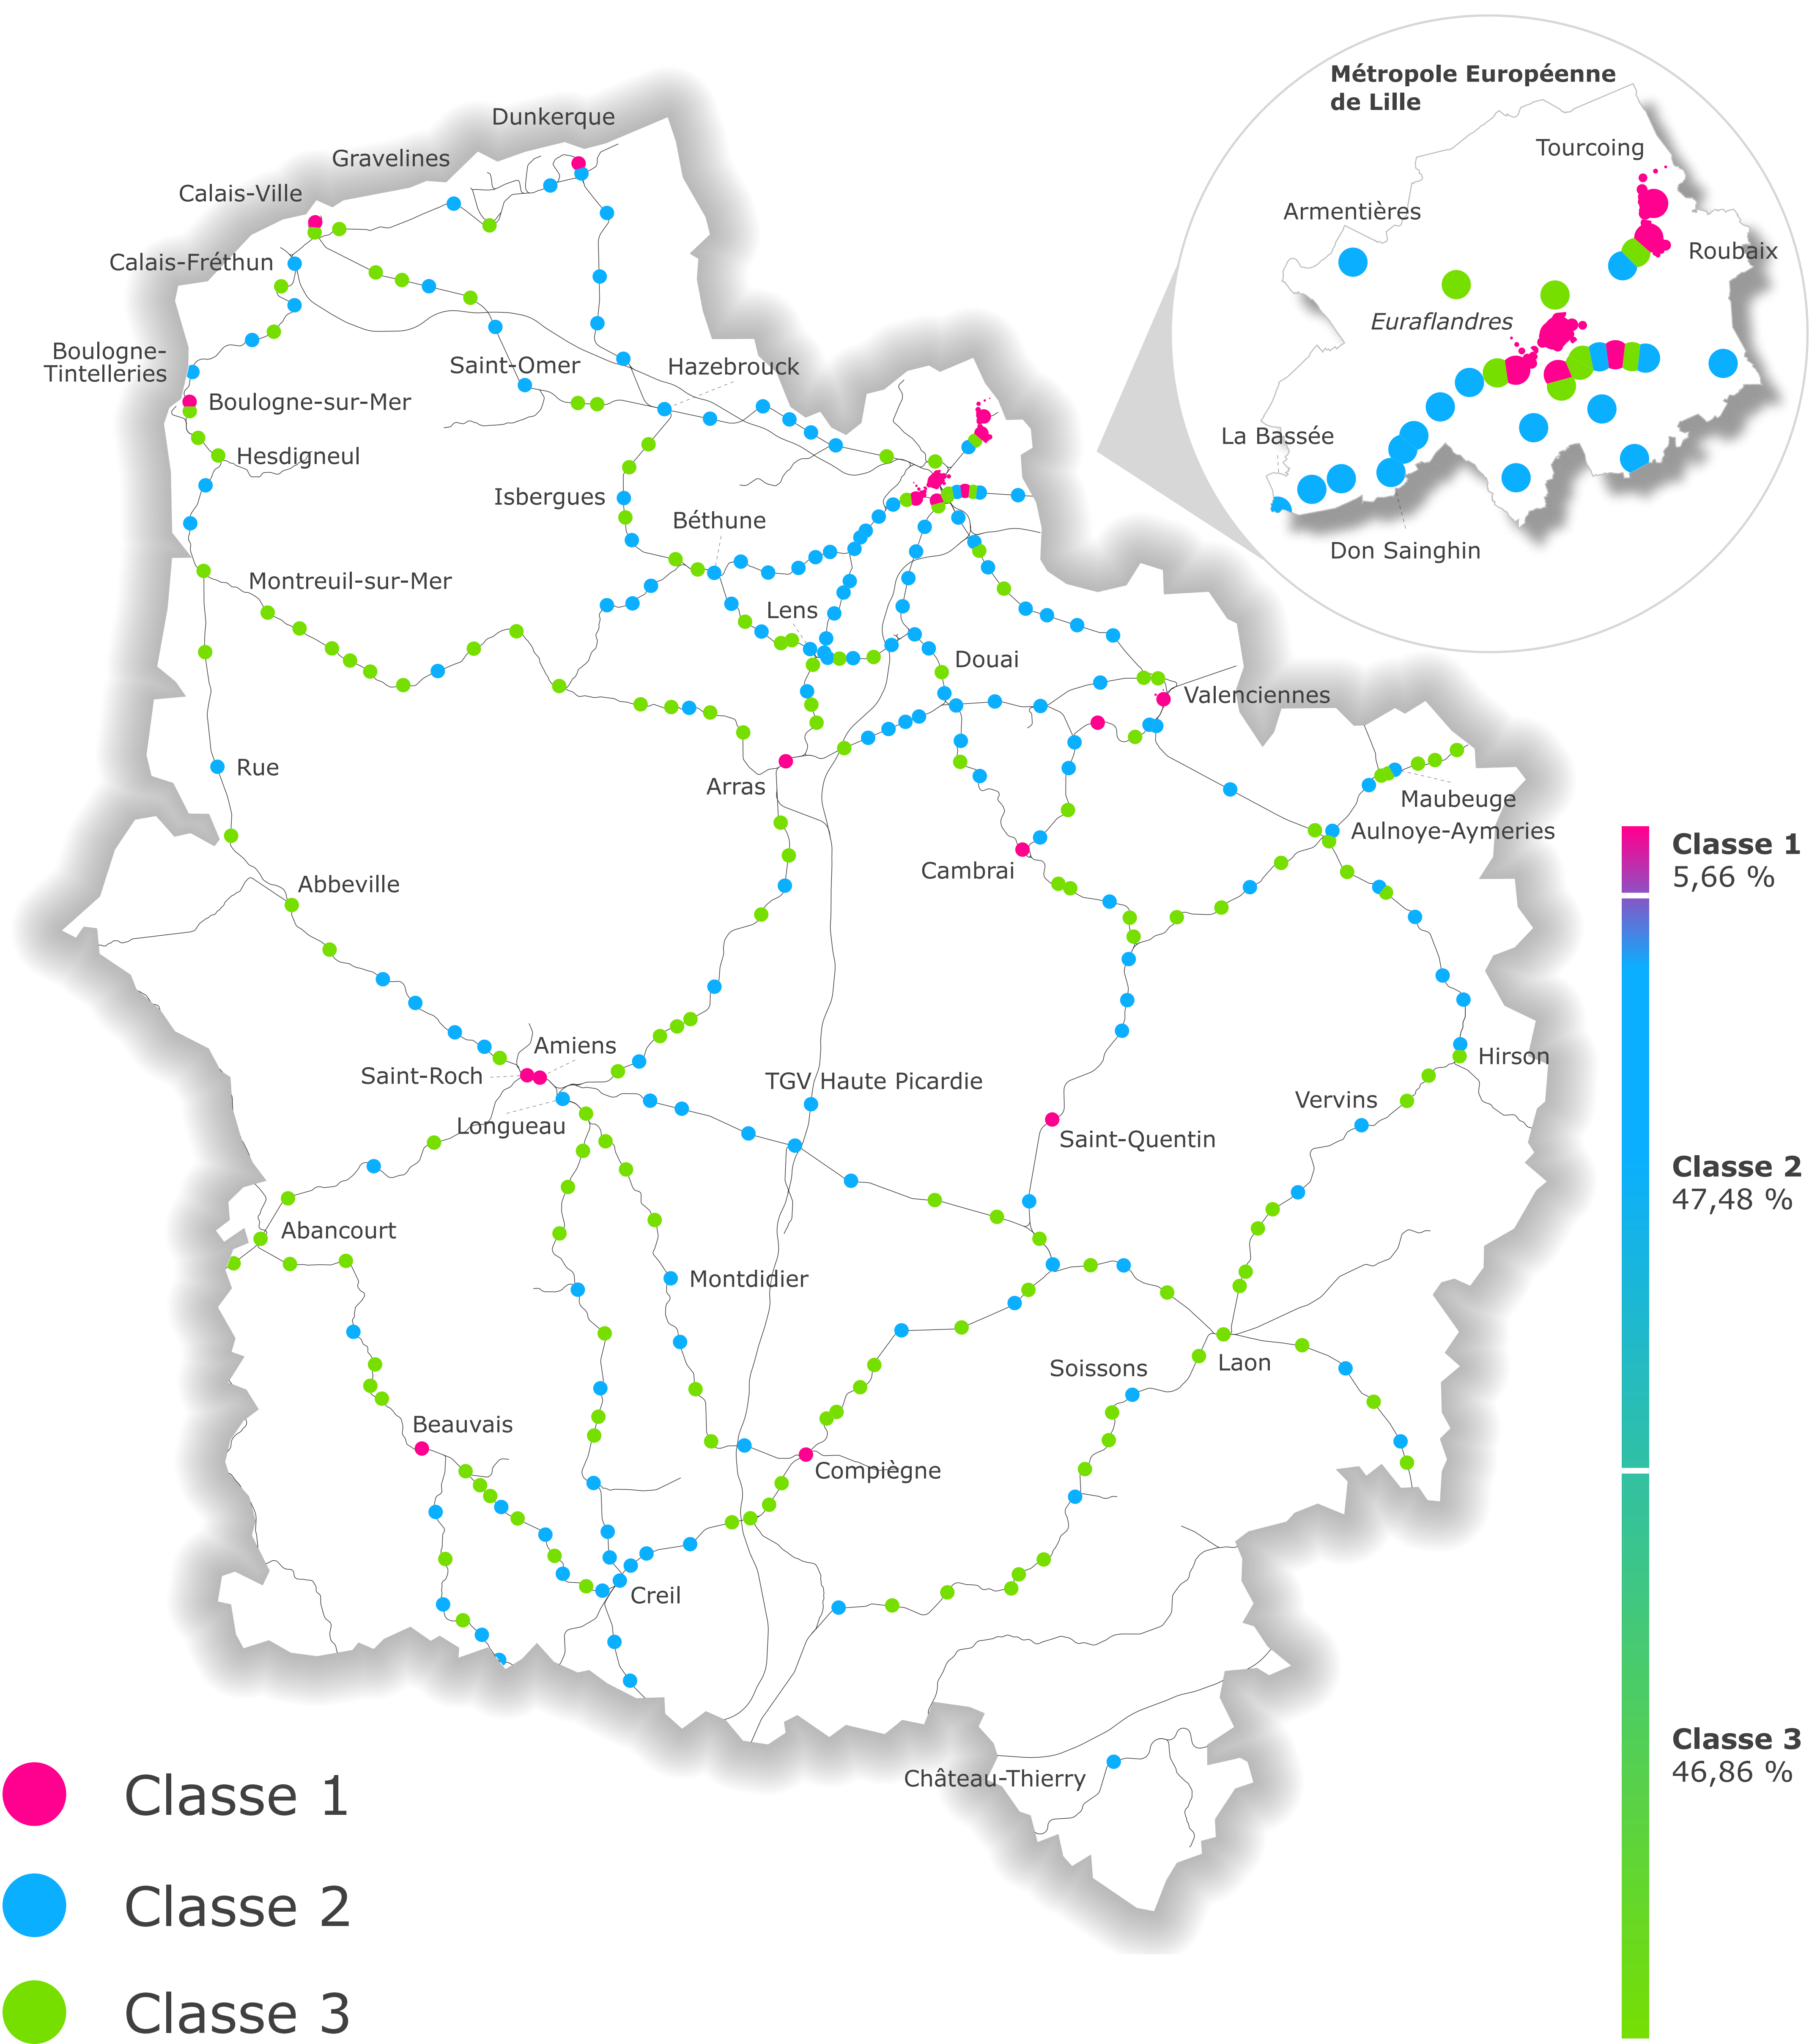 Métropole Européenne
de Lille
Tourcoing
Armentières
Roubaix
Euraflandres
La Bassée
Don Sainghin
Dunkerque
Gravelines
Calais-Ville
Calais-Fréthun
Boulogne-
Tintelleries
Saint-Omer
Hazebrouck
Boulogne-sur-Mer
Hesdigneul
Isbergues
Béthune
Montreuil-sur-Mer
Lens
Douai
Valenciennes
Rue
Arras
Maubeuge
Aulnoye-Aymeries
Cambrai
Abbeville
Amiens
Saint-Roch
Hirson
TGV Haute Picardie
Vervins
Longueau
Saint-Quentin
Abancourt
Montdidier
Laon
Soissons
Beauvais
Compiègne
Creil
Château-Thierry
Classe 1
5,66 %
Classe 2
47,48 %
Classe 3
46,86 %
Classe 1
Classe 2
Classe 3